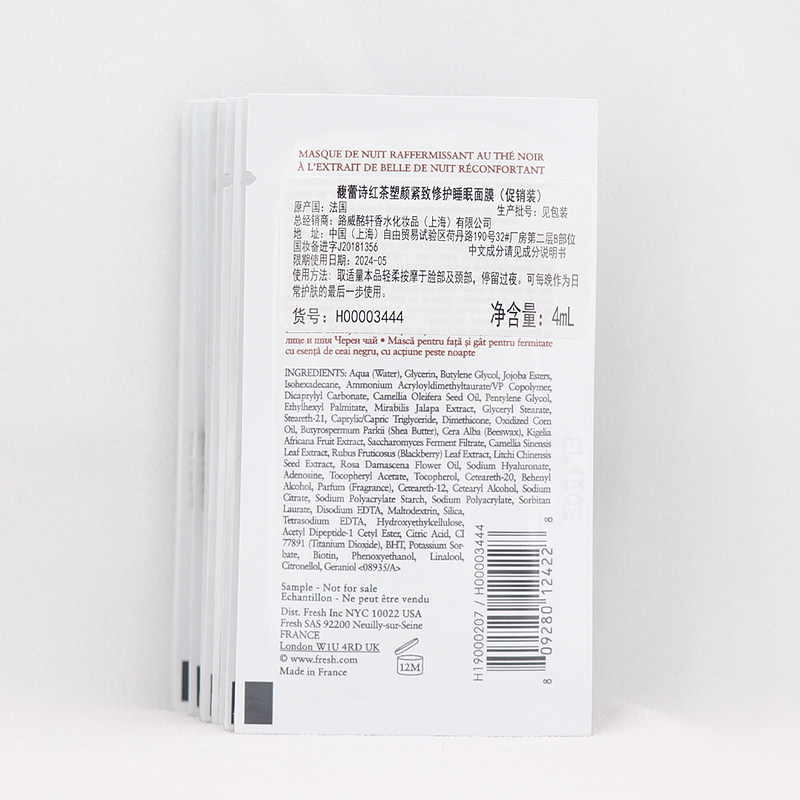 MASQUE DE NUIT RAFFERMISSANT AU THÉ NOIR
À L'EXTRAIT DE BELLE DE NUIT RÉCONFORTANT
馥蕾诗红茶塑颜紧致修护睡眠面膜（促销装）
原产国：法国 生产批号：见包装
总经销商：路威酩轩香水化妆品（上海）有限公司
地 址：中国（上海）自由贸易试验区荷丹路190号32#厂房第二层B部位
国妆备进字J20181356 中文成分请见成分说明书
限期使用日期：2024-05
使用方法：取适量本品轻柔按摩于脸部及颈部，停留过夜。可每晚作为日
常护肤的最后一步使用。
货号：H00003444 净含量：4mL
лице и шия Черен чай • Mască pentru față și gât pentru fermitate
cu esență de ceai negru, cu acțiune peste noapte
INGREDIENTS: Aqua (Water), Glycerin, Butylene Glycol, Jojoba Esters,
Isohexadecane, Ammonium Acryloyldimethyltaurate/VP Copolymer,
Dicaprylyl Carbonate, Camellia Oleifera Seed Oil, Pentylene Glycol,
Ethylhexyl Palmitate, Mirabilis Jalapa Extract, Glyceryl Stearate,
Steareth-21, Caprylic/Capric Triglyceride, Dimethicone, Oxidized Corn
Oil, Butyrospermum Parkii (Shea Butter), Cera Alba (Beeswax), Kigelia
Africana Fruit Extract, Saccharomyces Ferment Filtrate, Camellia Sinensis
Leaf Extract, Rubus Fruticosus (Blackberry) Leaf Extract, Litchi Chinensis
Seed Extract, Rosa Damascena Flower Oil, Sodium Hyaluronate,
Adenosine, Tocopheryl Acetate, Tocopherol, Ceteareth-20, Behenyl
Alcohol, Parfum (Fragrance), Ceteareth-12, Cetearyl Alcohol, Sodium
Citrate, Sodium Polyacrylate Starch, Sodium Polyacrylate, Sorbitan
Laurate, Disodium EDTA, Maltodextrin, Silica,
Tetrasodium EDTA, Hydroxyethylcellulose,
Acetyl Dipeptide-1 Cetyl Ester, Citric Acid, CI
77891 (Titanium Dioxide), BHT, Potassium Sor-
bate, Biotin, Phenoxyethanol, Linalool,
Citronellol, Geraniol <08935/A>
Sample - Not for sale
Echantillon - Ne peut être vendu
Dist. Fresh Inc NYC 10022 USA
Fresh SAS 92200 Neuilly-sur-Seine
FRANCE
London W1U 4RD UK
© www.fresh.com
Made in France
12M
H19000207 / H00003444
8 09280 12422 8